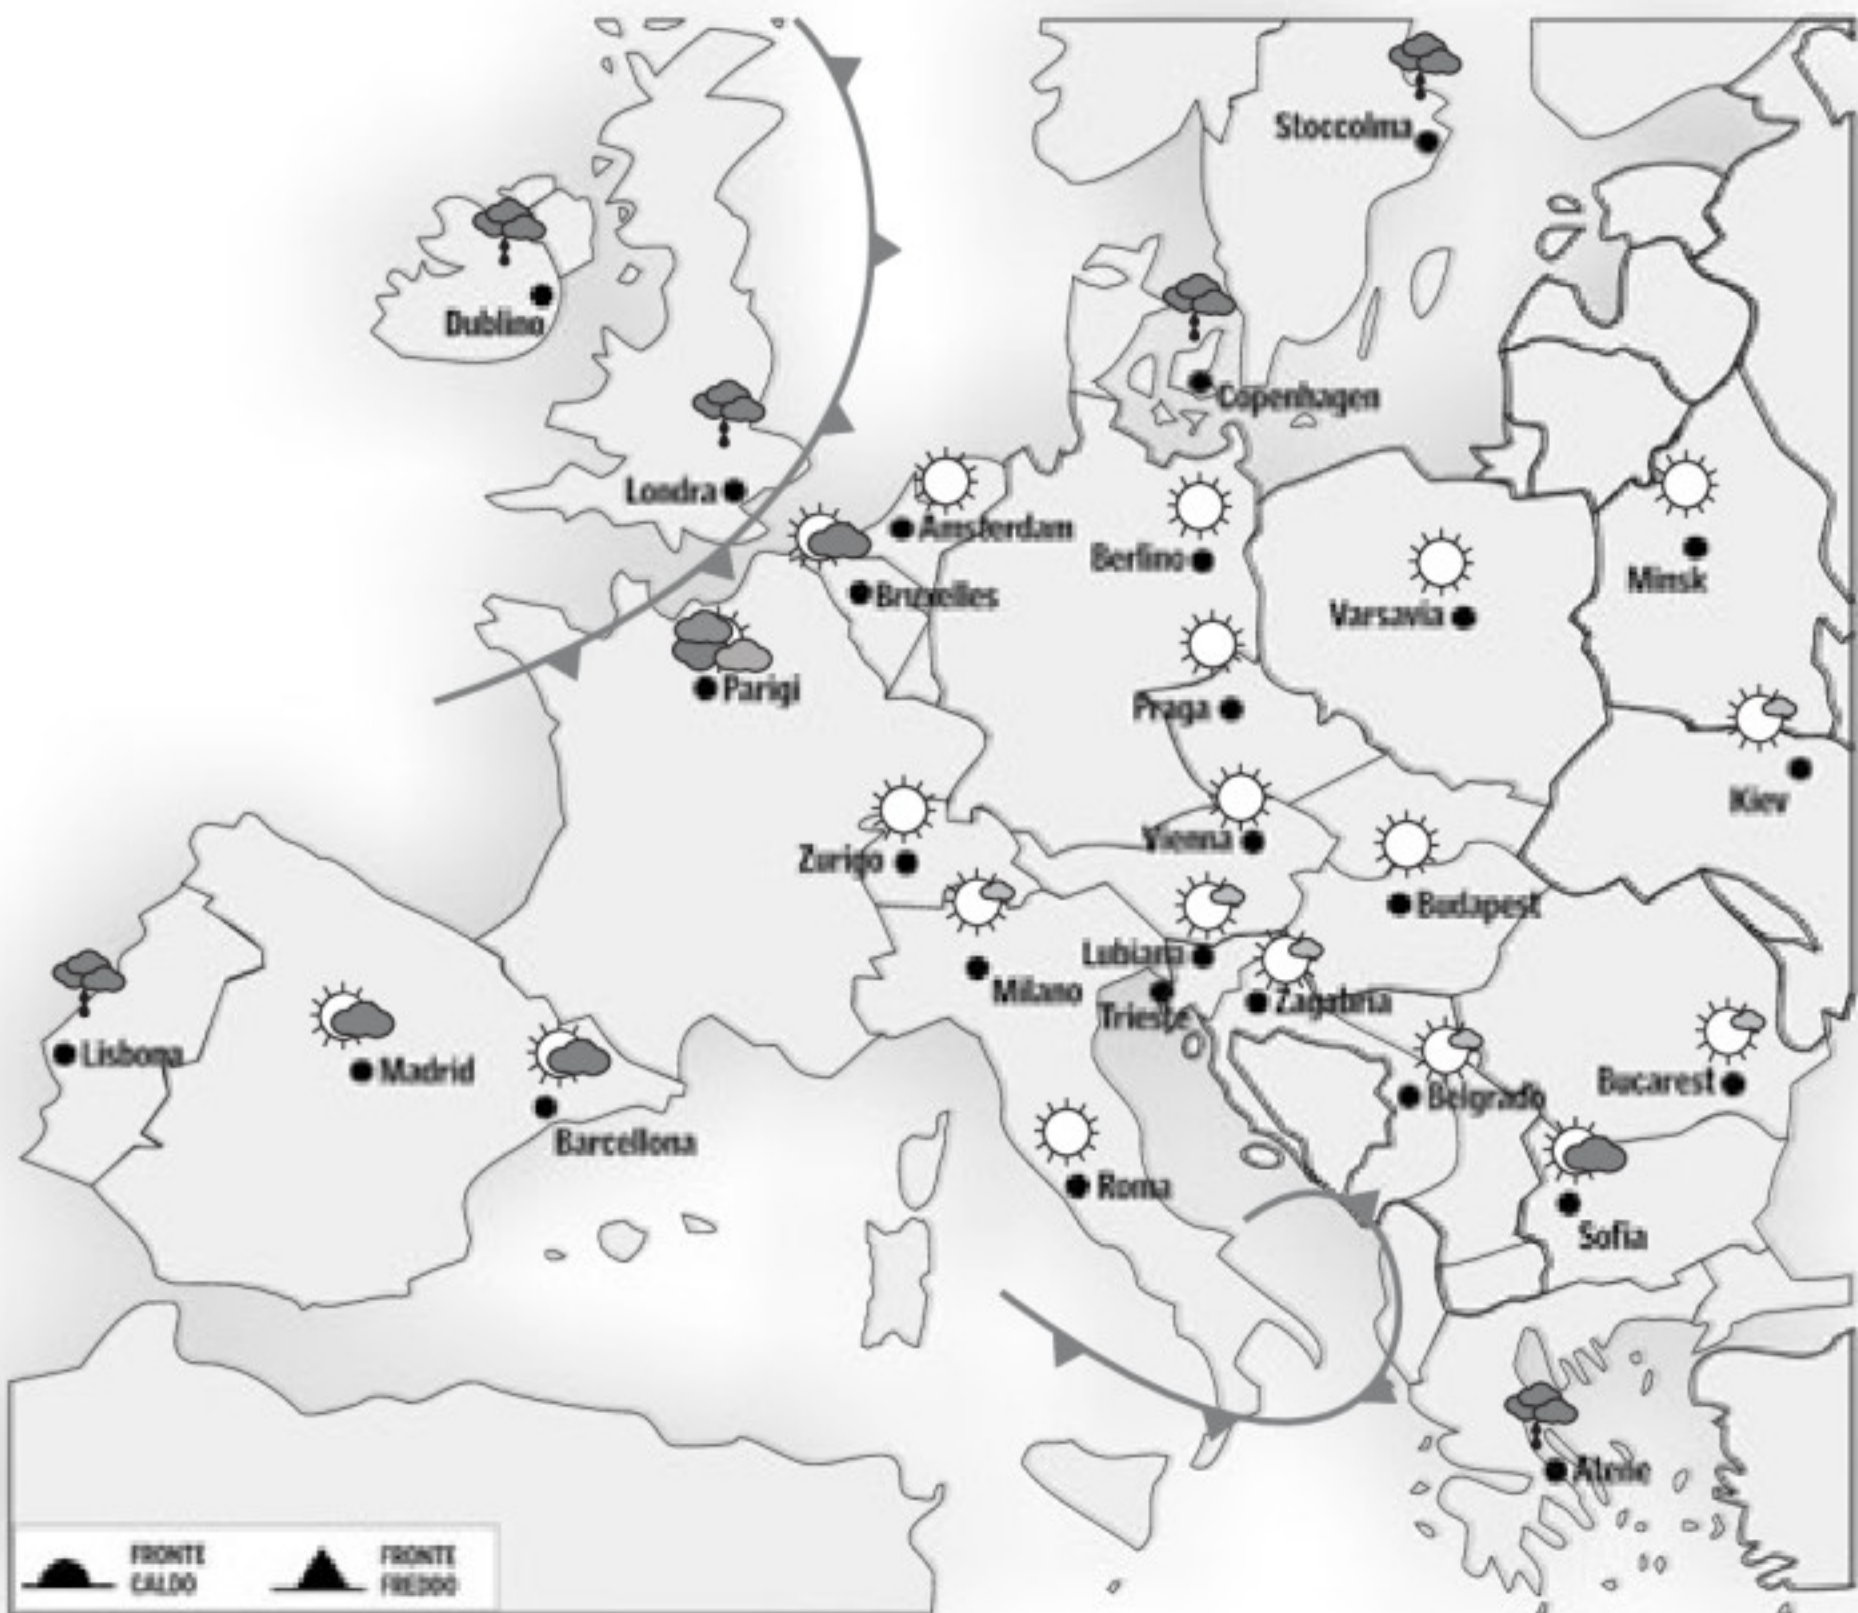 Stoccolma
Dublino
Copenhagen
Londra
Amsterdam
Berlino
Bruxelles
Minsk
Varsavia
Parigi
Praga
Kiev
Vienna
Zurigo
Budapest
Lubiana
Milano
Zagabria
Trieste
Lisbona
Madrid
Bucarest
Belgrado
Barcellona
Roma
Sofia
Atene
FRONTE
CALDO
FRONTE
FREDDO